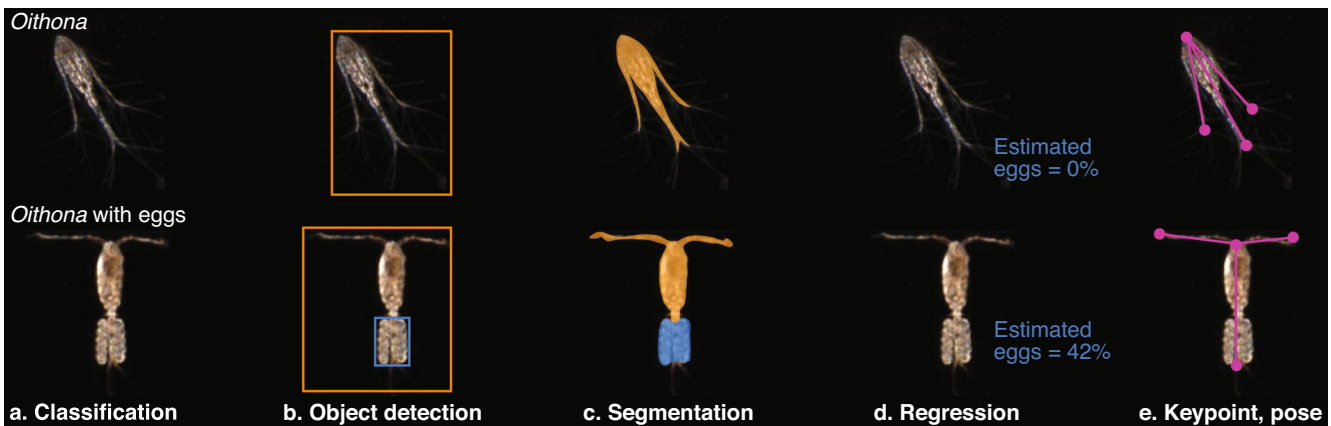 Oithona
Estimated
eggs = 0%
Oithona with eggs
Estimated
eggs = 42%
a. Classification
b. Object detection
c. Segmentation
d. Regression
e. Keypoint, pose